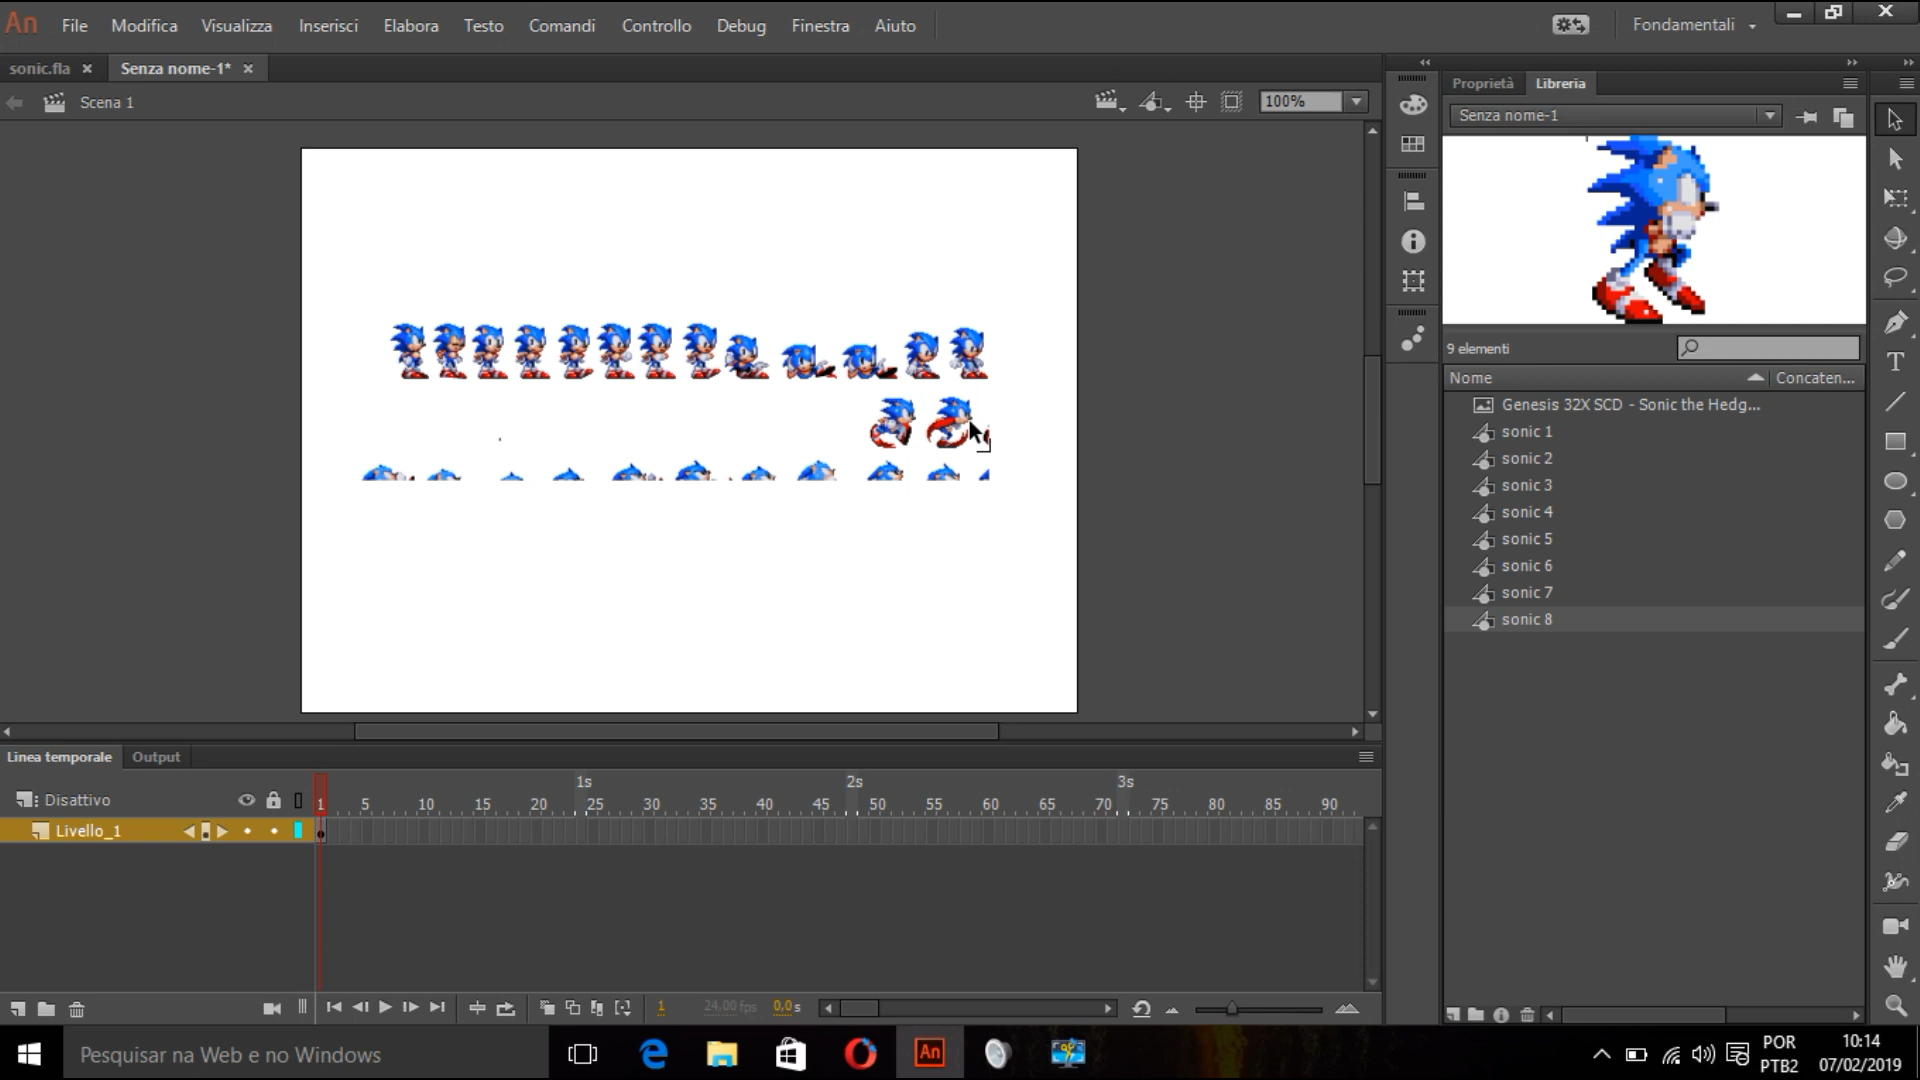 An File Modifica Visualizza Inserisci Elabora Testo Comandi Controllo Debug Finestra Aiuto Fondamentali
sonic.fla Senza nome-1*
Scena 1 100%
Proprietà Libreria
Senza nome-1
9 elementi
Nome Concaten...
Genesis 32X SCD - Sonic the Hedg...
sonic 1
sonic 2
sonic 3
sonic 4
sonic 5
sonic 6
sonic 7
sonic 8
Linea temporale Output
1s 2s 3s
Disattivo 1 5 10 15 20 25 30 35 40 45 50 55 60 65 70 75 80 85 90
Livello_1
1 24,00 fps 0,0 s
Pesquisar na Web e no Windows An
POR 10:14
PTB2 07/02/2019